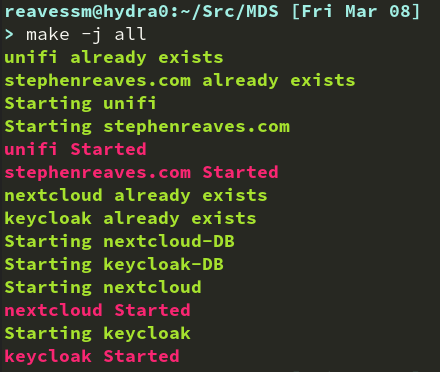 reavessm@hydra0:~/Src/MDS [Fri Mar 08]
> make -j all
unifi already exists
stephenreaves.com already exists
Starting unifi
Starting stephenreaves.com
unifi Started
stephenreaves.com Started
nextcloud already exists
keycloak already exists
Starting nextcloud-DB
Starting keycloak-DB
Starting nextcloud
nextcloud Started
Starting keycloak
keycloak Started